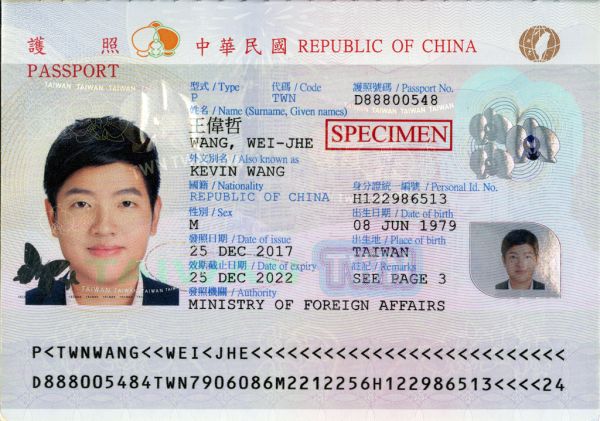 護 照 中華民國 REPUBLIC OF CHINA
PASSPORT
型式 / Type 代碼 / Code 護照號碼 / Passport No.
P TWN D88800548
姓名 / Name (Surname, Given names)
王偉哲
WANG, WEI-JHE
SPECIMEN
外文別名 / Also known as
KEVIN WANG
國籍 / Nationality 身分證統一編號 / Personal Id. No.
REPUBLIC OF CHINA H122986513
性別 / Sex 出生日期 / Date of birth
M 08 JUN 1979
發照日期 / Date of issue 出生地 / Place of birth
25 DEC 2017 TAIWAN
效期截止日期 / Date of expiry 註記 / Remarks
25 DEC 2022 SEE PAGE 3
發照機關 / Authority
MINISTRY OF FOREIGN AFFAIRS
TAIWAN TAIWAN TAIWAN TAIWAN
P<TWNWANG<<WEI<JHE<<<<<<<<<<<<<<<<<<<<<<<<<<
D888005484TWN7906086M2212256H122986513<<<<24